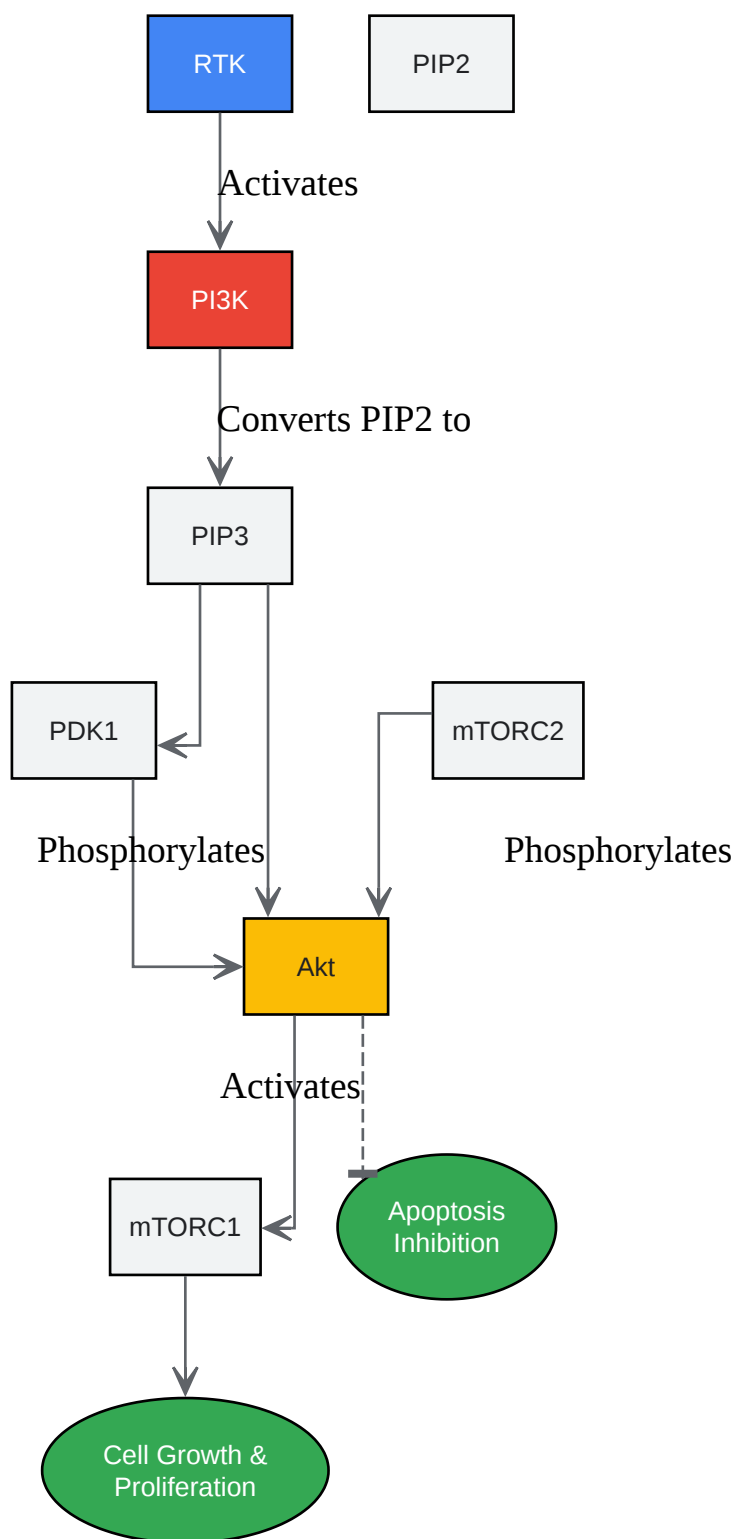 RTK
PIP2
Activates
PI3K
Converts PIP2 to
PIP3
PDK1
mTORC2
Phosphorylates
Phosphorylates
Akt
Activates
mTORC1
Apoptosis
Inhibition
Cell Growth &
Proliferation